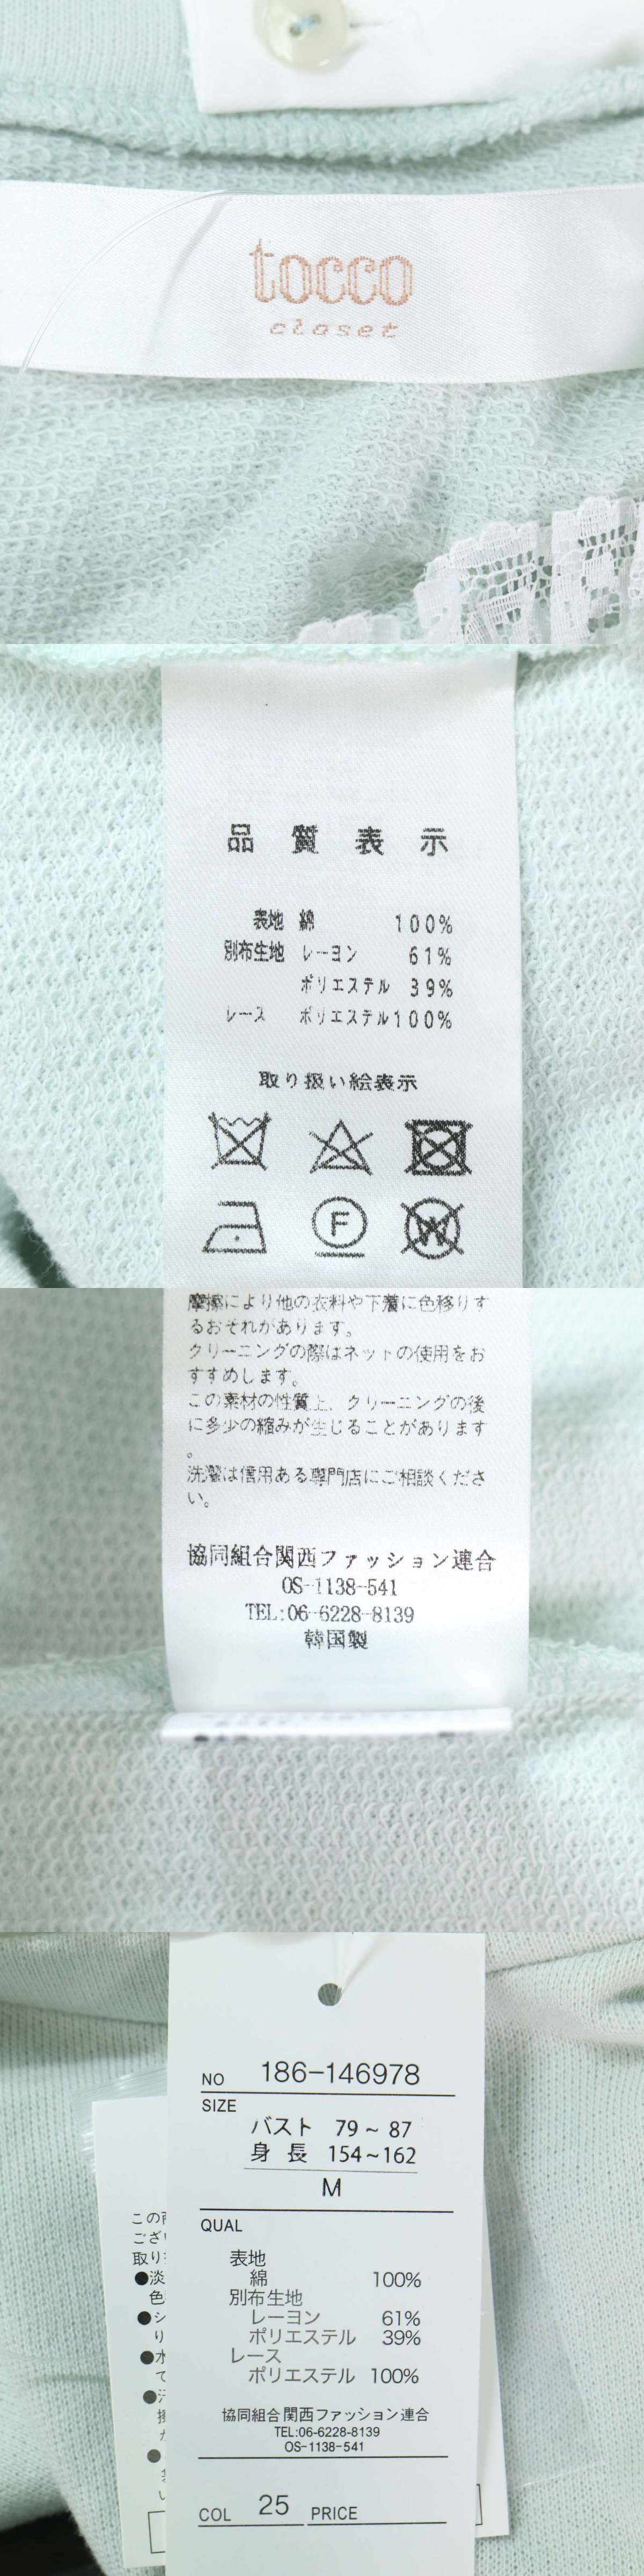 tocco
closet
品質表示
表地 綿 100%
別布生地 レーヨン 61%
ポリエステル 39%
レース ポリエステル100%
取り扱い絵表示
F
W
摩擦により他の衣料や下着に色移りす
るおそれがあります。
クリーニングの際はネットの使用をお
すすめします。
この素材の性質上、クリーニングの後
に多少の縮みが生じることがあります
。
洗濯は信用ある専門店にご相談くださ
い。
協同組合関西ファッション連合
OS-1138-541
TEL:06-6228-8139
韓国製
NO 186-146978
SIZE
バスト 79～87
身長 154～162
M
QUAL
表地
綿 100%
別布生地
レーヨン 61%
ポリエステル 39%
レース
ポリエステル 100%
協同組合関西ファッション連合
TEL:06-6228-8139
OS-1138-541
COL 25 PRICE
この
ござ
取り
●淡
色
●シ
り
●水
て